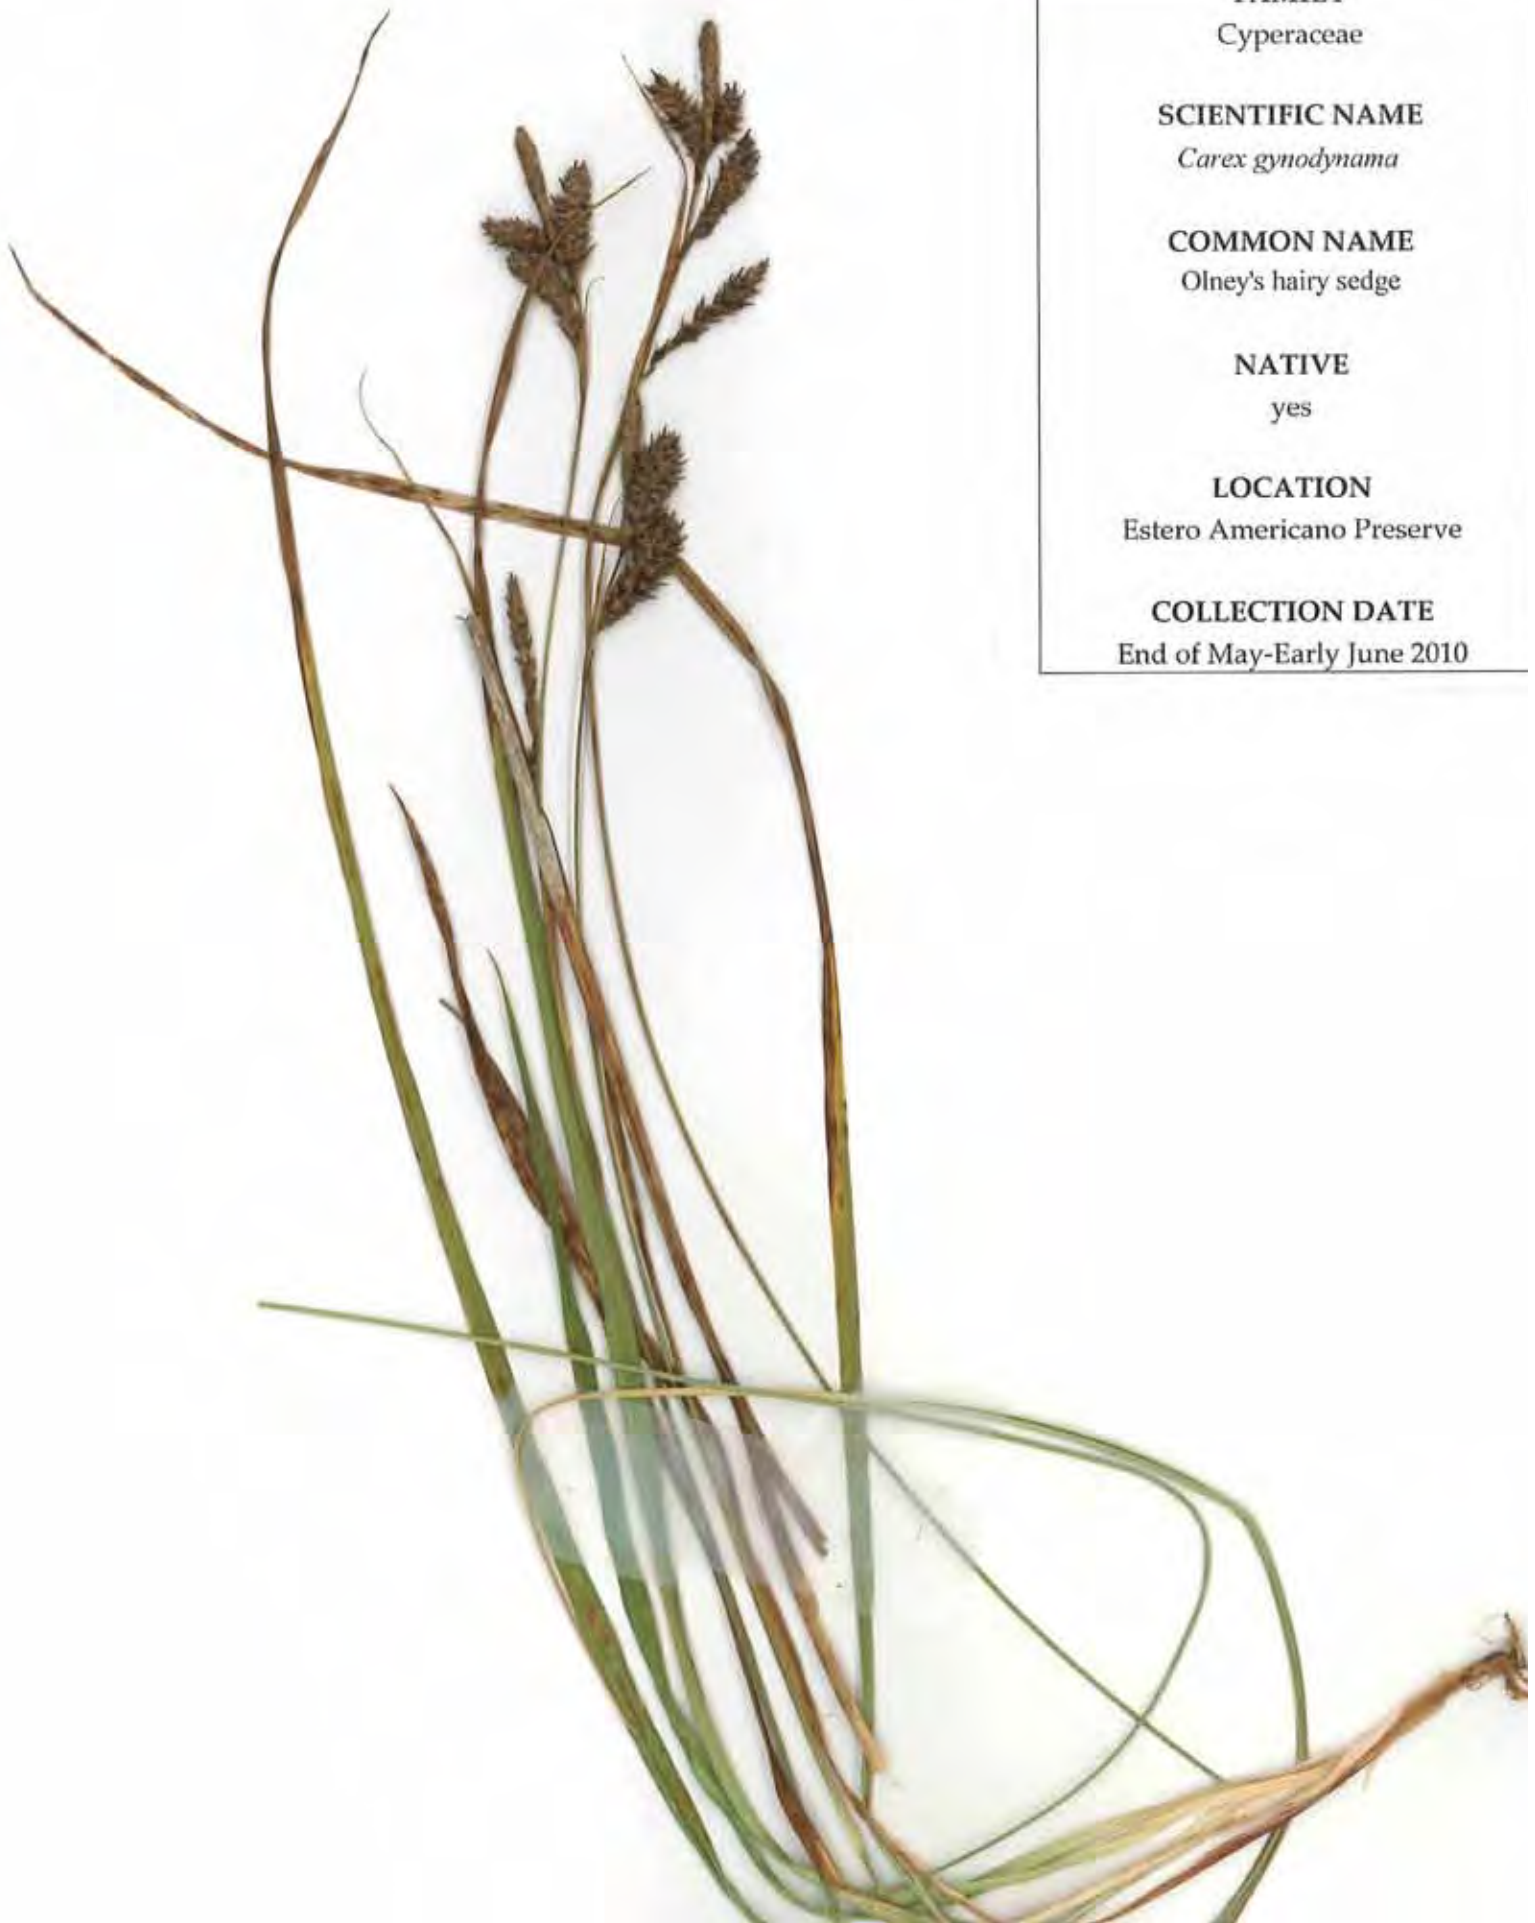 FAMILY
Cyperaceae
SCIENTIFIC NAME
Carex gynodynama
COMMON NAME
Olney's hairy sedge
NATIVE
yes
LOCATION
Estero Americano Preserve
COLLECTION DATE
End of May-Early June 2010